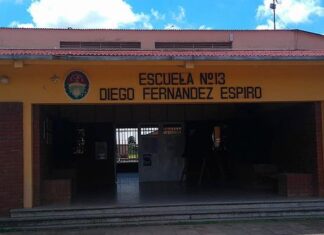 ESCUELA Nº13
DIEGO FERNANDEZ ESPIRO